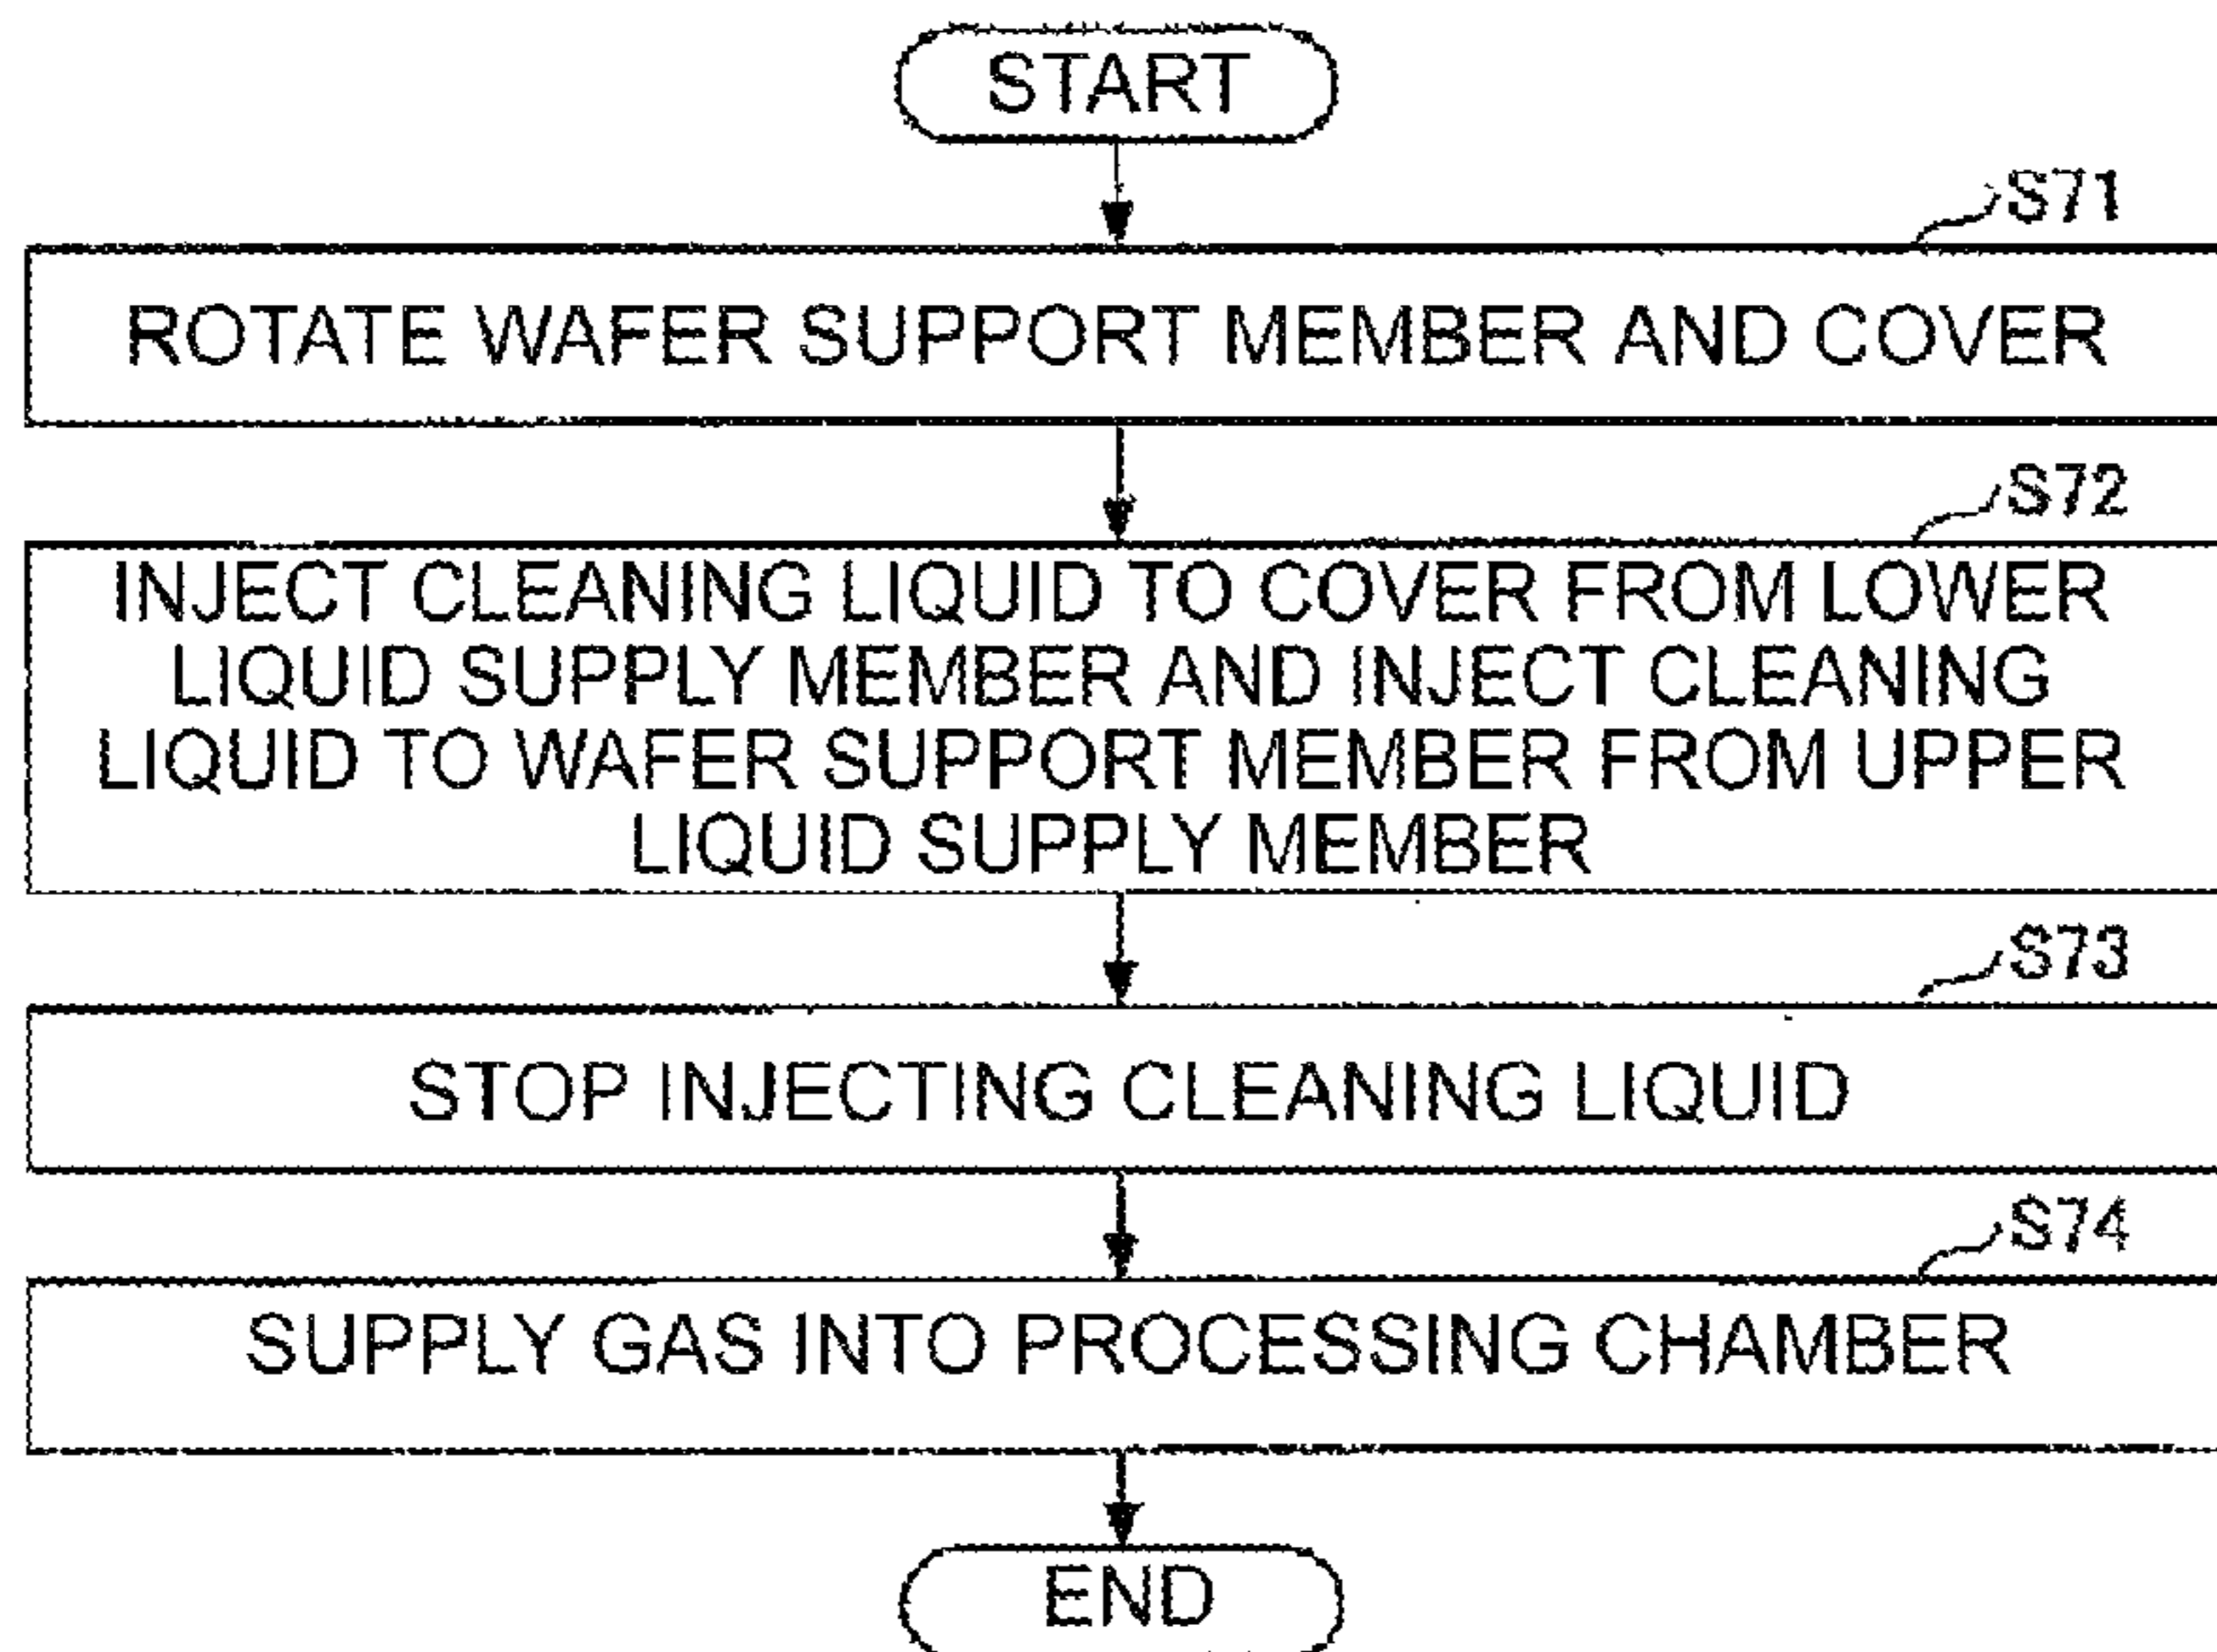 START
S71
ROTATE WAFER SUPPORT MEMBER AND COVER
S72
INJECT CLEANING LIQUID TO COVER FROM LOWER
LIQUID SUPPLY MEMBER AND INJECT CLEANING
LIQUID TO WAFER SUPPORT MEMBER FROM UPPER
LIQUID SUPPLY MEMBER
S73
STOP INJECTING CLEANING LIQUID
S74
SUPPLY GAS INTO PROCESSING CHAMBER
END